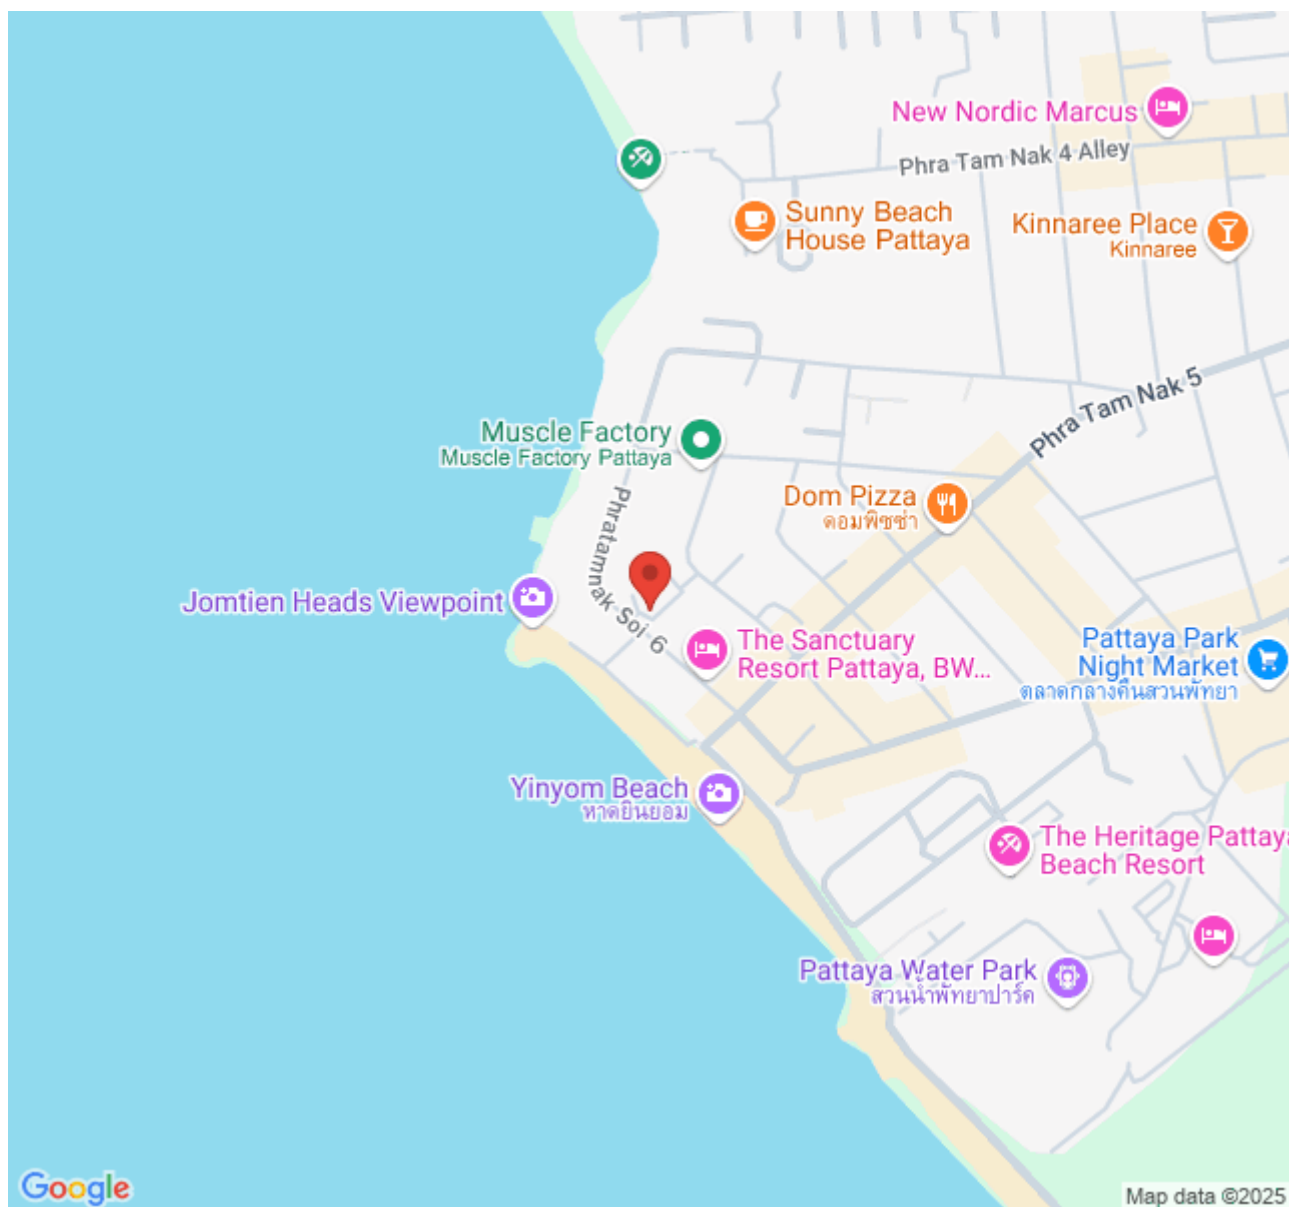 New Nordic Marcus
Phra Tam Nak 4 Alley
Sunny Beach
House Pattaya
Kinnaree Place
Kinnaree
Phra Tam Nak 5
Muscle Factory
Muscle Factory Pattaya
Dom Pizza
ดอมพิซซ่า
Phratamnak Soi 6
Jomtien Heads Viewpoint
The Sanctuary
Resort Pattaya, BW...
Pattaya Park
Night Market
ตลาดกลางคืนสวนพัทยา
Yinyom Beach
หาดยินยอม
The Heritage Pattaya
Beach Resort
Pattaya Water Park
สวนน้ำพัทยาปาร์ค
Google
Map data ©2025